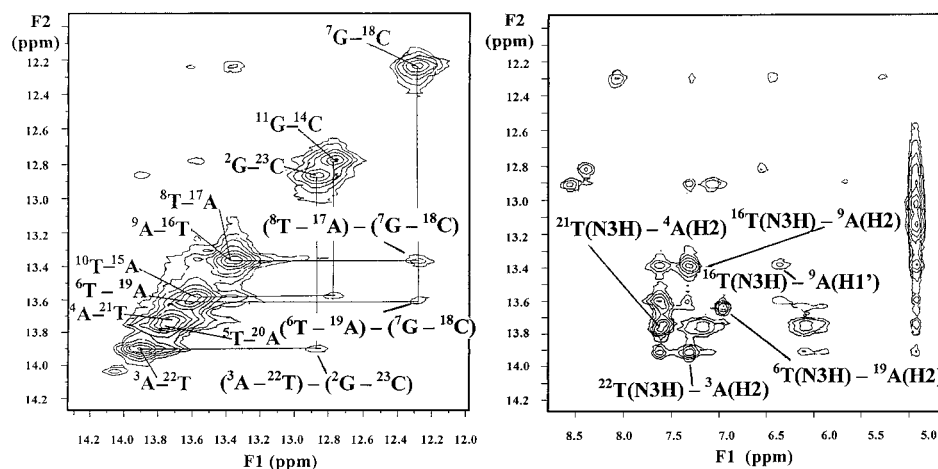 F2
(ppm)
12.2
12.4
12.6
12.8
13.0
13.2
13.4
13.6
13.8
14.0
14.2
⁷G–¹⁸C
¹¹G–¹⁴C
²G–²³C
⁸T–¹⁷A
⁹A–¹⁶T
(⁸T–¹⁷A) – (⁷G – ¹⁸C)
¹⁰T–¹⁵A
⁶T –¹⁹A
⁴A–²¹T
⁵T–²⁰A
(⁶T –¹⁹A) – (⁷G –¹⁸C)
³A–²²T
(³A –²²T) – (²G –²³C)
14.2 14.0 13.8 13.6 13.4 13.2 13.0 12.8 12.6 12.4 12.2 12.0
F1 (ppm)
F2
(ppm)
12.2
12.4
12.6
12.8
13.0
13.2
13.4
13.6
13.8
14.0
14.2
²¹T(N3H) – ⁴A(H2)
¹⁶T(N3H) – ⁹A(H2)
¹⁶T(N3H) – ⁹A(H1’)
²²T(N3H) – ³A(H2)
⁶T(N3H) – ¹⁹A(H2)
8.5 8.0 7.5 7.0 6.5 6.0 5.5 5.0
F1 (ppm)